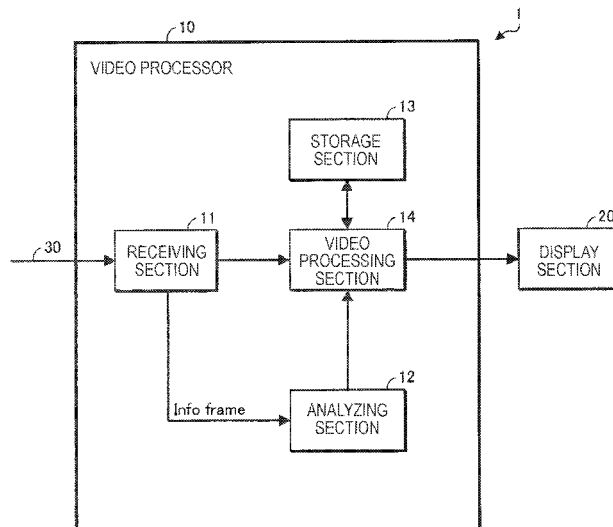 1
10
VIDEO PROCESSOR
13
STORAGE
SECTION
30
11
RECEIVING
SECTION
14
VIDEO
PROCESSING
SECTION
20
DISPLAY
SECTION
Info frame
12
ANALYZING
SECTION